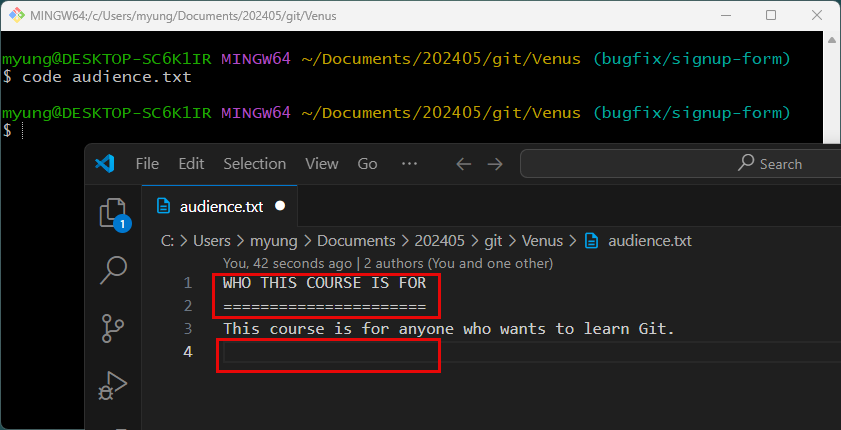 MINGW64:/c/Users/myung/Documents/202405/git/Venus
myung@DESKTOP-SC6K1IR MINGW64 ~/Documents/202405/git/Venus (bugfix/signup-form)
$ code audience.txt
myung@DESKTOP-SC6K1IR MINGW64 ~/Documents/202405/git/Venus (bugfix/signup-form)
$
File Edit Selection View Go ··· Search
audience.txt
1
C: > Users > myung > Documents > 202405 > git > Venus > audience.txt
You, 42 seconds ago | 2 authors (You and one other)
1 WHO THIS COURSE IS FOR
2 ======================
3 This course is for anyone who wants to learn Git.
4